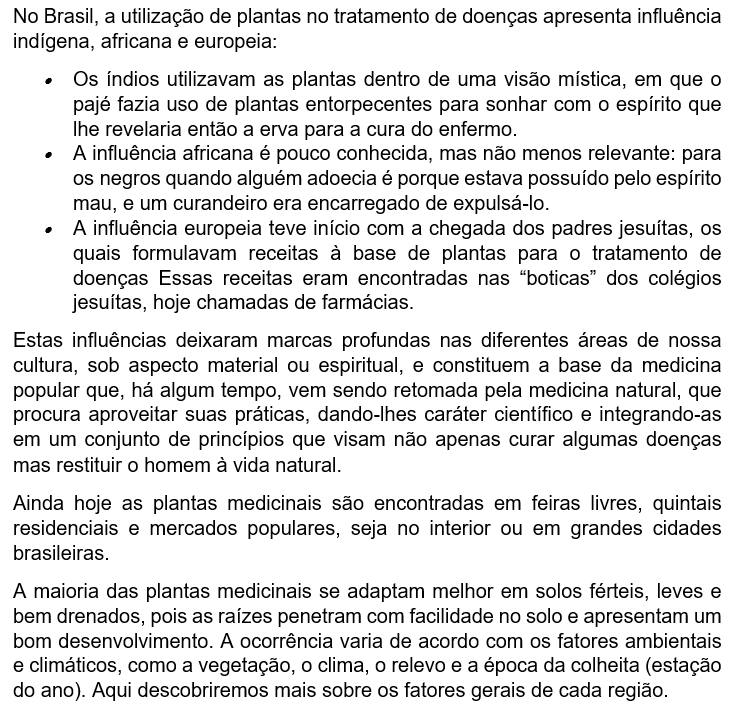 No Brasil, a utilização de plantas no tratamento de doenças apresenta influência
indígena, africana e europeia:
• Os índios utilizavam as plantas dentro de uma visão mística, em que o
pajé fazia uso de plantas entorpecentes para sonhar com o espírito que
lhe revelaria então a erva para a cura do enfermo.
• A influência africana é pouco conhecida, mas não menos relevante: para
os negros quando alguém adoecia é porque estava possuído pelo espírito
mau, e um curandeiro era encarregado de expulsá-lo.
• A influência europeia teve início com a chegada dos padres jesuítas, os
quais formulavam receitas à base de plantas para o tratamento de
doenças Essas receitas eram encontradas nas “boticas” dos colégios
jesuítas, hoje chamadas de farmácias.
Estas influências deixaram marcas profundas nas diferentes áreas de nossa
cultura, sob aspecto material ou espiritual, e constituem a base da medicina
popular que, há algum tempo, vem sendo retomada pela medicina natural, que
procura aproveitar suas práticas, dando-lhes caráter científico e integrando-as
em um conjunto de princípios que visam não apenas curar algumas doenças
mas restituir o homem à vida natural.
Ainda hoje as plantas medicinais são encontradas em feiras livres, quintais
residenciais e mercados populares, seja no interior ou em grandes cidades
brasileiras.
A maioria das plantas medicinais se adaptam melhor em solos férteis, leves e
bem drenados, pois as raízes penetram com facilidade no solo e apresentam um
bom desenvolvimento. A ocorrência varia de acordo com os fatores ambientais
e climáticos, como a vegetação, o clima, o relevo e a época da colheita (estação
do ano). Aqui descobriremos mais sobre os fatores gerais de cada região.